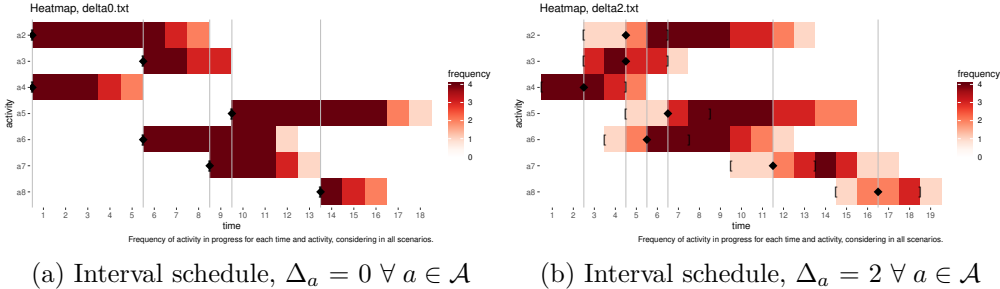 Heatmap, delta0.txt
a2
a3
a4
a5
a6
a7
a8
activity
1 2 3 4 5 6 7 8 9 10 11 12 13 14 15 16 17 18
time
frequency
4
3
2
1
0
Frequency of activity in progress for each time and activity, considering in all scenarios.
(a) Interval schedule, Δₐ = 0 ∀ a ∈ 𝒜
Heatmap, delta2.txt
a2
a3
a4
a5
a6
a7
a8
activity
1 2 3 4 5 6 7 8 9 10 11 12 13 14 15 16 17 18 19
time
frequency
4
3
2
1
0
Frequency of activity in progress for each time and activity, considering in all scenarios.
(b) Interval schedule, Δₐ = 2 ∀ a ∈ 𝒜